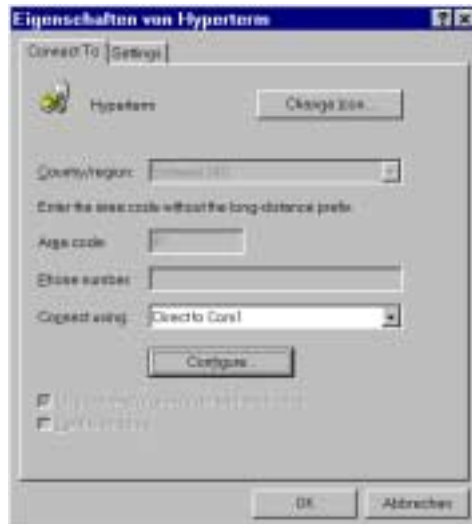 Eigenschaften von Hyperterm
Connect To Settings
Hyperterm
Change Icon...
Country/region:
Enter the area code without the long-distance prefix.
Area code:
Phone number:
Connect using: Direct to Com1
Configure...
OK Abbrechen